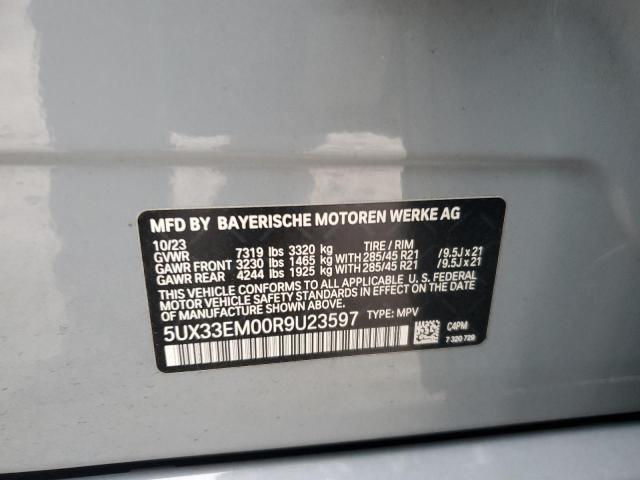 MFD BY BAYERISCHE MOTOREN WERKE AG
10/23
GVWR 7319 lbs 3320 kg TIRE / RIM
GAWR FRONT 3230 lbs 1465 kg WITH 285/45 R21 /9.5J x 21
GAWR REAR 4244 lbs 1925 kg WITH 285/45 R21 /9.5J x 21
THIS VEHICLE CONFORMS TO ALL APPLICABLE U. S. FEDERAL
MOTOR VEHICLE SAFETY STANDARDS IN EFFECT ON THE DATE
OF MANUFACTURE SHOWN ABOVE.
5UX33EM00R9U23597 TYPE: MPV
C4PM
7 320 729